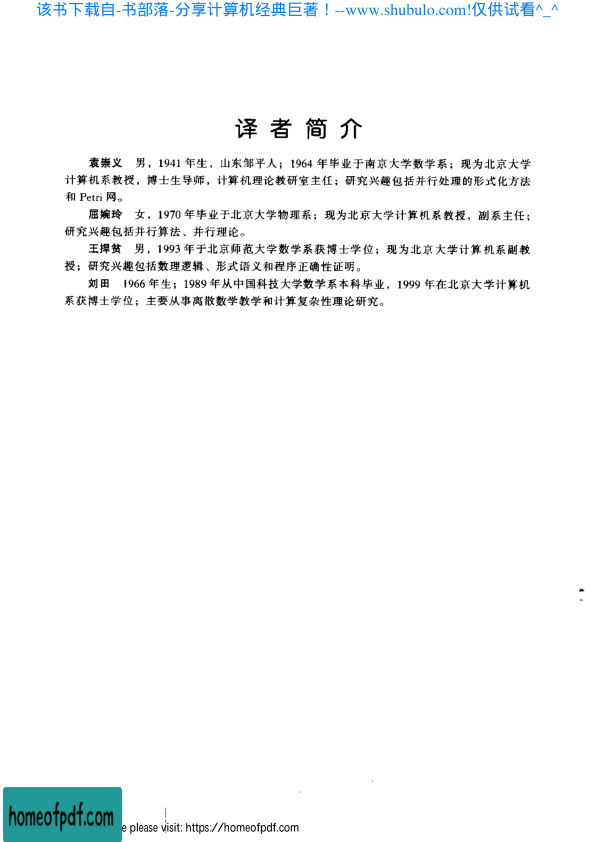 该书下载自-书部落-分享计算机经典巨著！--www.shubulo.com!仅供试看^_^
译者简介
袁崇义 男，1941年生，山东邹平人；1964年毕业于南京大学数学系；现为北京大学
计算机系教授，博士生导师，计算机理论教研室主任；研究兴趣包括并行处理的形式化方法
和Petri网。
屈婉玲 女，1970年毕业于北京大学物理系；现为北京大学计算机系教授，副系主任；
研究兴趣包括并行算法、并行理论。
王捍贫 男，1993年于北京师范大学数学系获博士学位；现为北京大学计算机系副教
授；研究兴趣包括数理逻辑、形式语义和程序正确性证明。
刘田 1966年生；1989年从中国科技大学数学系本科毕业，1999年在北京大学计算机
系获博士学位；主要从事离散数学教学和计算复杂性理论研究。
homeofpdf.com
e please visit: https://homeofpdf.com